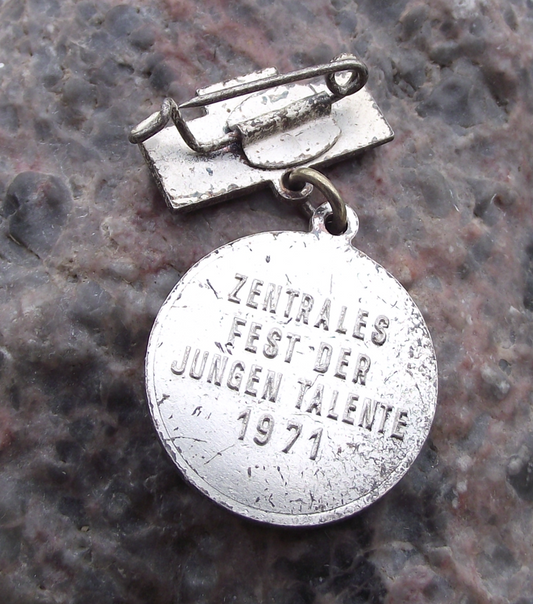 ZENTRALES
FEST DER
JUNGEN TALENTE
1971